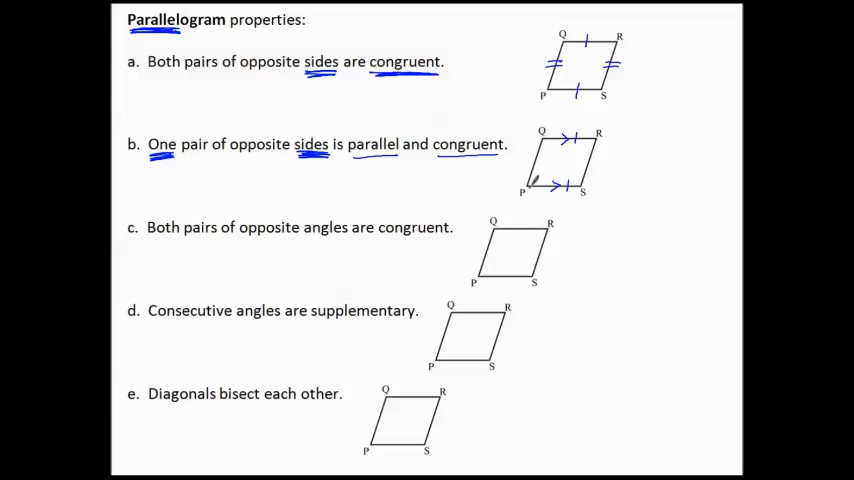 Parallelogram properties:
Q R
a. Both pairs of opposite sides are congruent.
P S
Q R
b. One pair of opposite sides is parallel and congruent.
P S
Q R
c. Both pairs of opposite angles are congruent.
P S
Q R
d. Consecutive angles are supplementary.
P S
Q R
e. Diagonals bisect each other.
P S